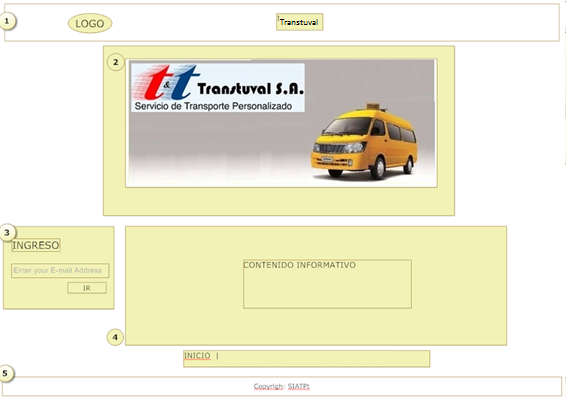 1
LOGO
Transtuval
2
t&t Transtuval S.A.
Servicio de Transporte Personalizado
3
INGRESO
Enter your E-mail Address
IR
CONTENIDO INFORMATIVO
4
INICIO |
5
Copyrigh: SIATPt